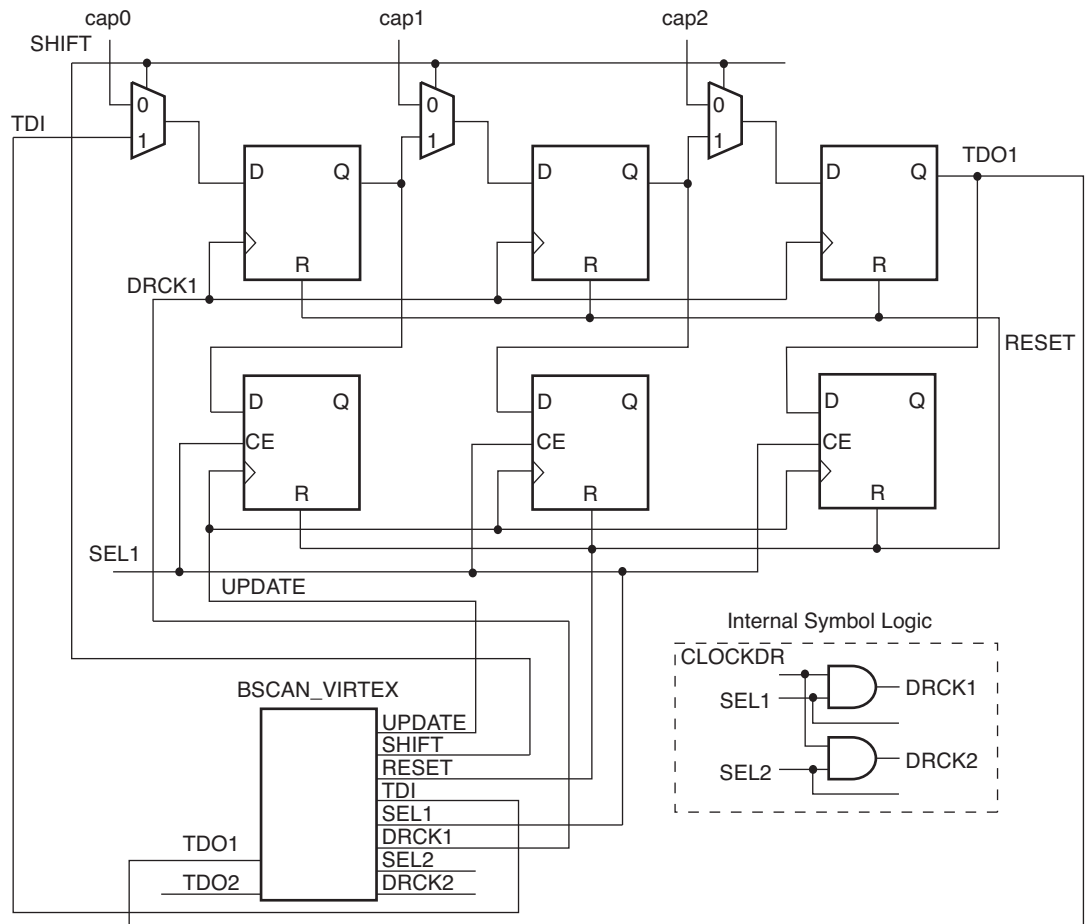 cap0 cap1 cap2
SHIFT
0 0 0
TDI
1 1 1
TDO1
D Q D Q D Q
R R R
DRCK1
RESET
D Q D Q D Q
CE CE CE
R R R
SEL1
UPDATE
Internal Symbol Logic
CLOCKDR
DRCK1
SEL1
DRCK2
SEL2
BSCAN_VIRTEX
UPDATE
SHIFT
RESET
TDI
SEL1
DRCK1
SEL2
DRCK2
TDO1
TDO2